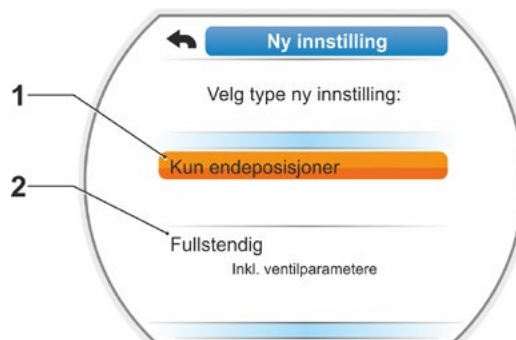 Ny innstilling
Velg type ny innstilling:
1
Kun endeposisjoner
2
Fullstendig
Inkl. ventilparametere